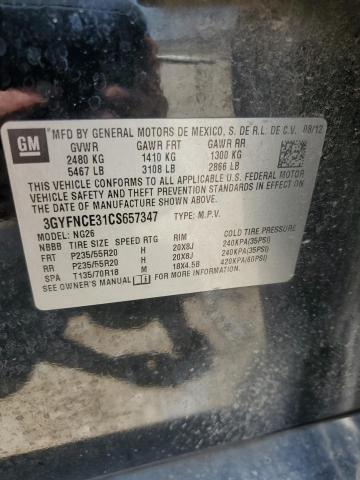 GM
MFD BY GENERAL MOTORS DE MEXICO, S. DE R.L. DE C.V. 08/12
GVWR GAWR FRT GAWR RR
2480 KG 1410 KG 1300 KG
5467 LB 3108 LB 2866 LB
THIS VEHICLE CONFORMS TO ALL APPLICABLE U.S. FEDERAL
MOTOR VEHICLE SAFETY AND THEFT PREVENTION STANDARDS
IN EFFECT ON THE DATE OF MANUFACTURE SHOWN ABOVE.
3GYFNCE31CS657347 TYPE: M.P.V.
MODEL: NG26
NBBB TIRE SIZE SPEED RTG RIM COLD TIRE PRESSURE
FRT P235/55R20 H 20X8J 240KPA(35PSI)
RR P235/55R20 H 20X8J 240KPA(35PSI)
SPA T135/70R18 M 18X4.5B 420KPA(60PSI)
SEE OWNER'S MANUAL FOR MORE INFORMATION.